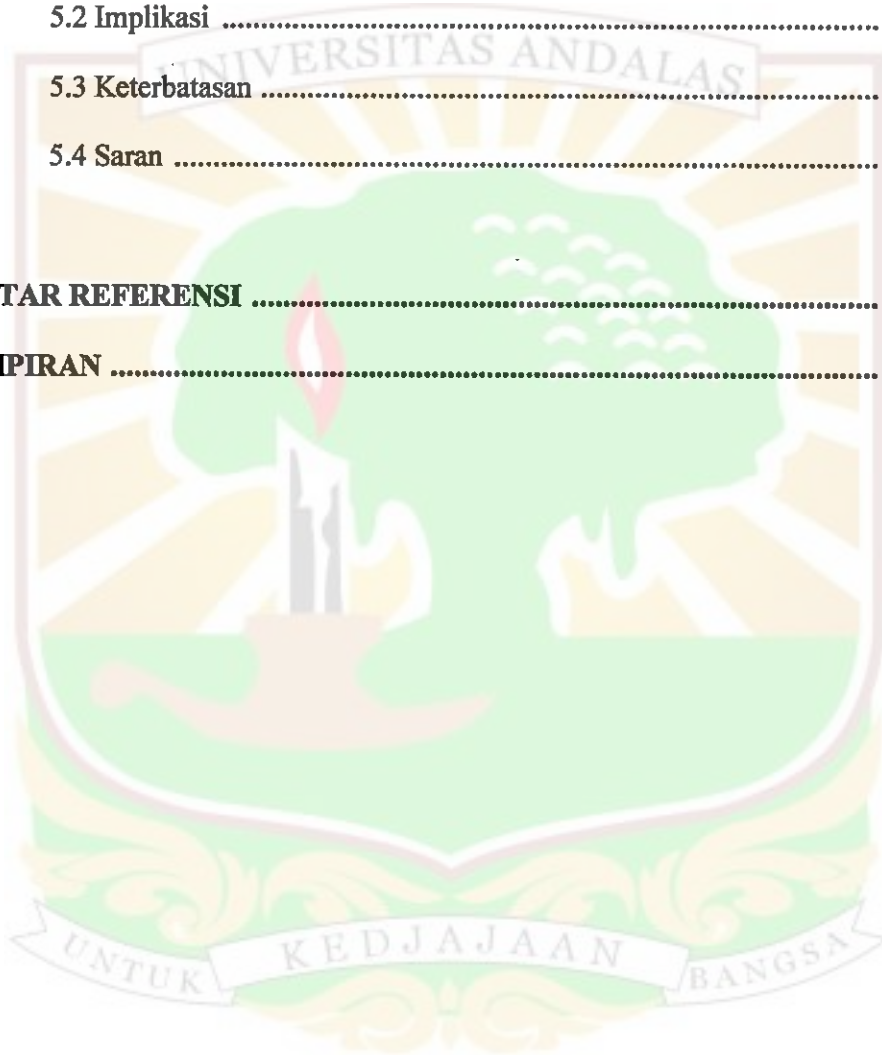 5.2 Implikasi ............................................................
UNIVERSITAS ANDALAS
5.3 Keterbatasan ............................................................
5.4 Saran ............................................................
TAR REFERENSI ............................................................
IPIRAN ............................................................
UNTUK KEDJAJAAN BANGSA